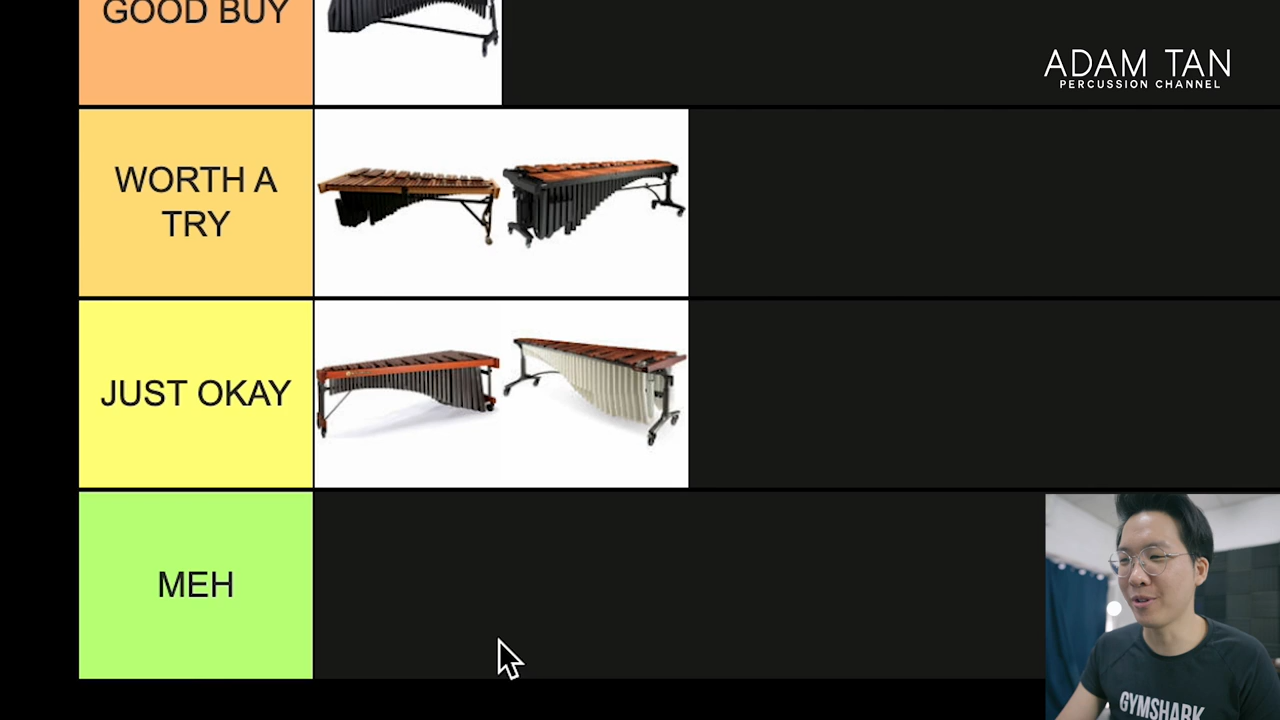 GOOD BUY
ADAM TAN
PERCUSSION CHANNEL
WORTH A
TRY
JUST OKAY
MEH
GYMSHARK